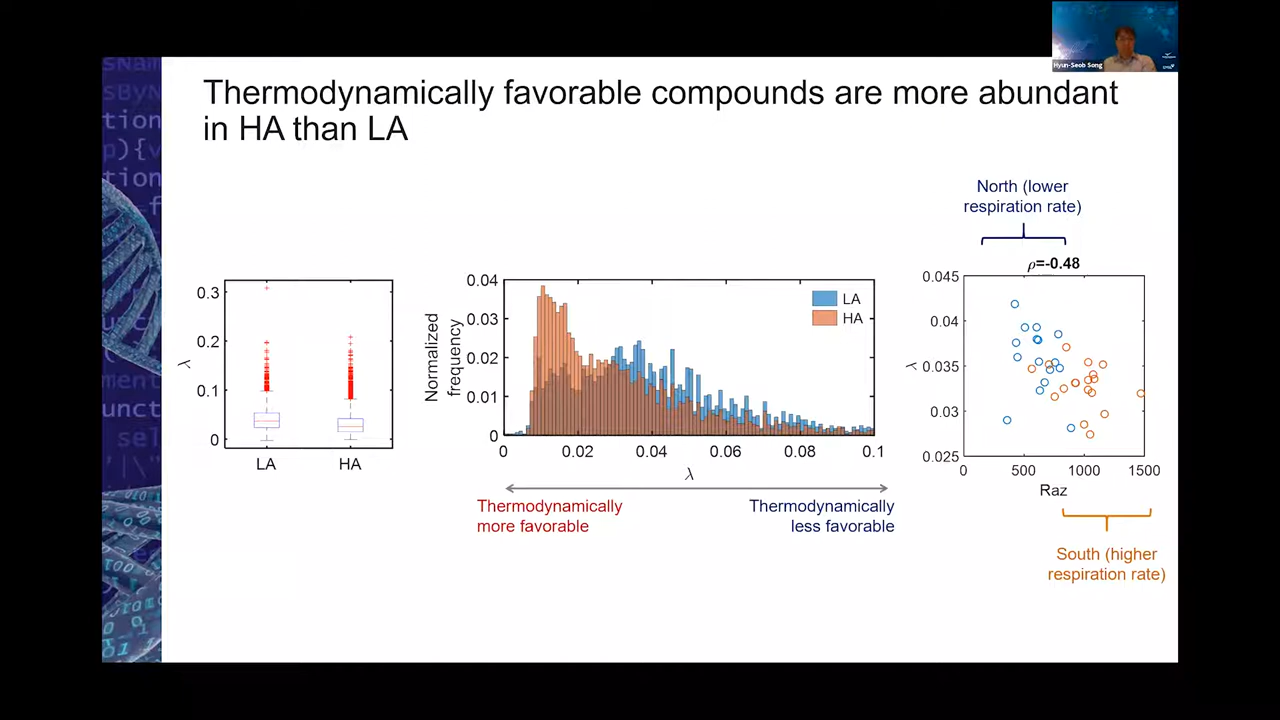 Hyun-Seob Song
Thermodynamically favorable compounds are more abundant
in HA than LA
North (lower
respiration rate)
0.3
0.2
0.1
0
λ
LA
HA
0.04
0.03
0.02
0.01
0
Normalized
frequency
LA
HA
0
0.02
0.04
0.06
0.08
0.1
λ
Thermodynamically
more favorable
Thermodynamically
less favorable
ρ=-0.48
0.045
0.04
0.035
0.03
0.025
λ
0
500
1000
1500
Raz
South (higher
respiration rate)